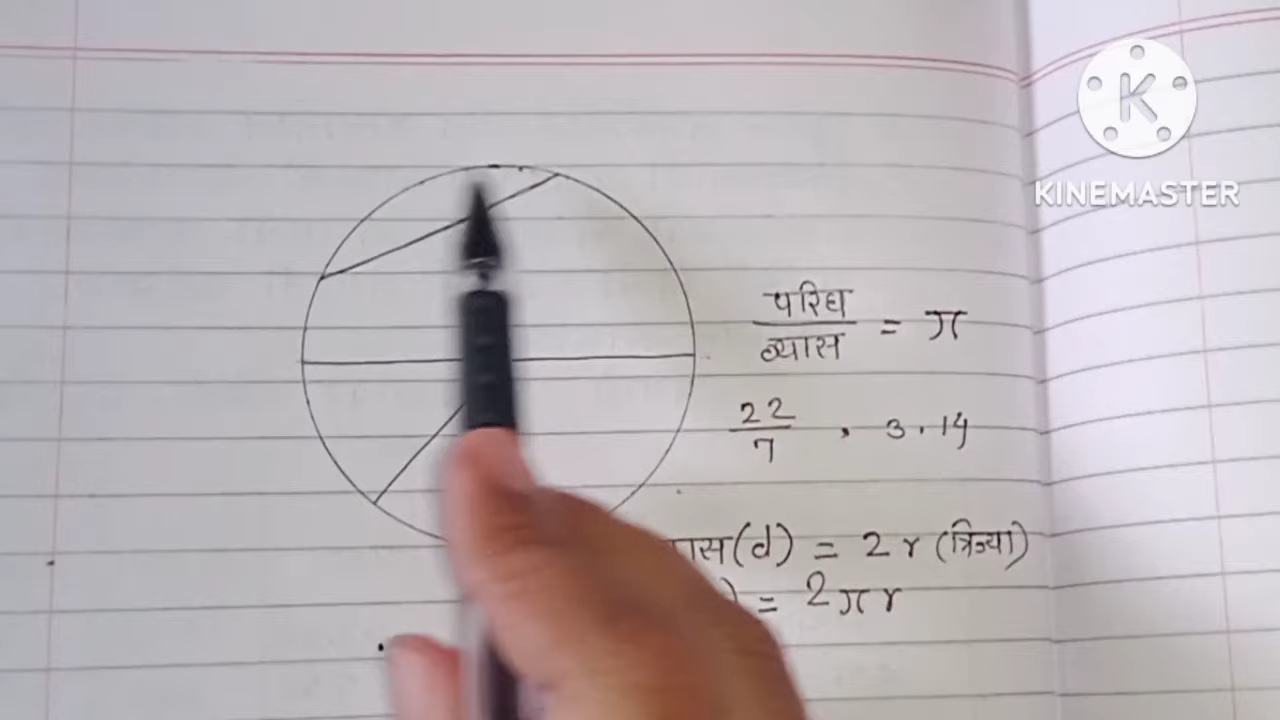 K
KINEMASTER
परिधि
व्यास = π
22
7 , 3.14
(d) = 2r (त्रिज्या)
) = 2πr